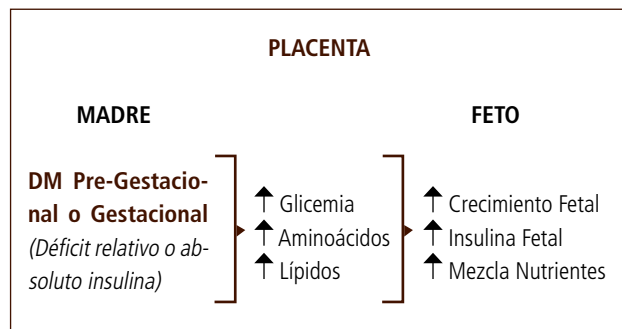 PLACENTA
MADRE
FETO
DM Pre-Gestacio-
nal o Gestacional
(Déficit relativo o ab-
soluto insulina)
↑ Glicemia
↑ Aminoácidos
↑ Lípidos
↑ Crecimiento Fetal
↑ Insulina Fetal
↑ Mezcla Nutrientes